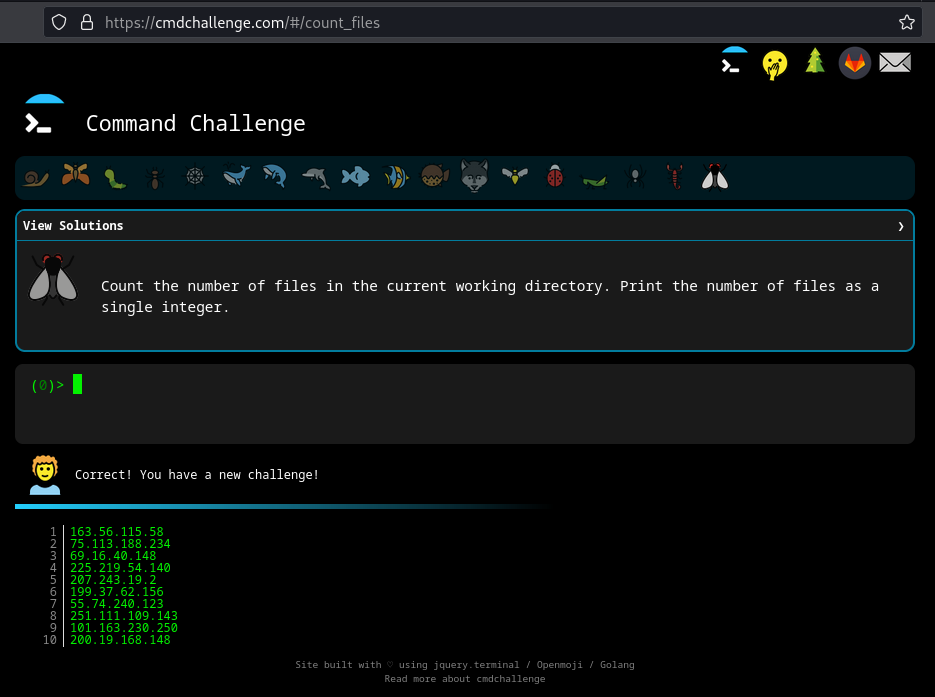 https://cmdchallenge.com/#/count_files
Command Challenge
View Solutions
Count the number of files in the current working directory. Print the number of files as a
single integer.
(0)>
Correct! You have a new challenge!
1 163.56.115.58
2 75.113.188.234
3 69.16.40.148
4 225.219.54.140
5 207.243.19.2
6 199.37.62.156
7 55.74.240.123
8 251.111.109.143
9 101.163.230.250
10 200.19.168.148
Site built with ♡ using jquery.terminal / Openmoji / Golang
Read more about cmdchallenge